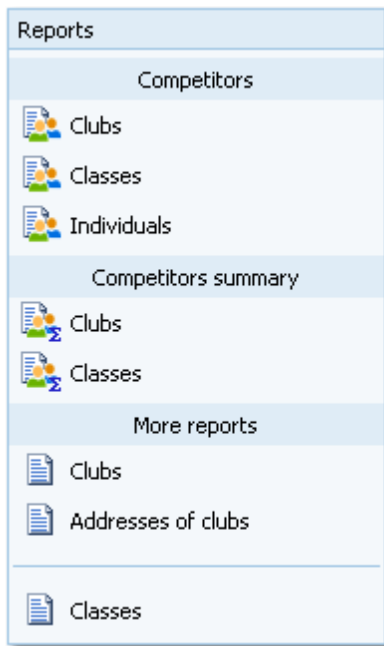 Reports
Competitors
Clubs
Classes
Individuals
Competitors summary
Σ Clubs
Σ Classes
More reports
Clubs
Addresses of clubs
Classes